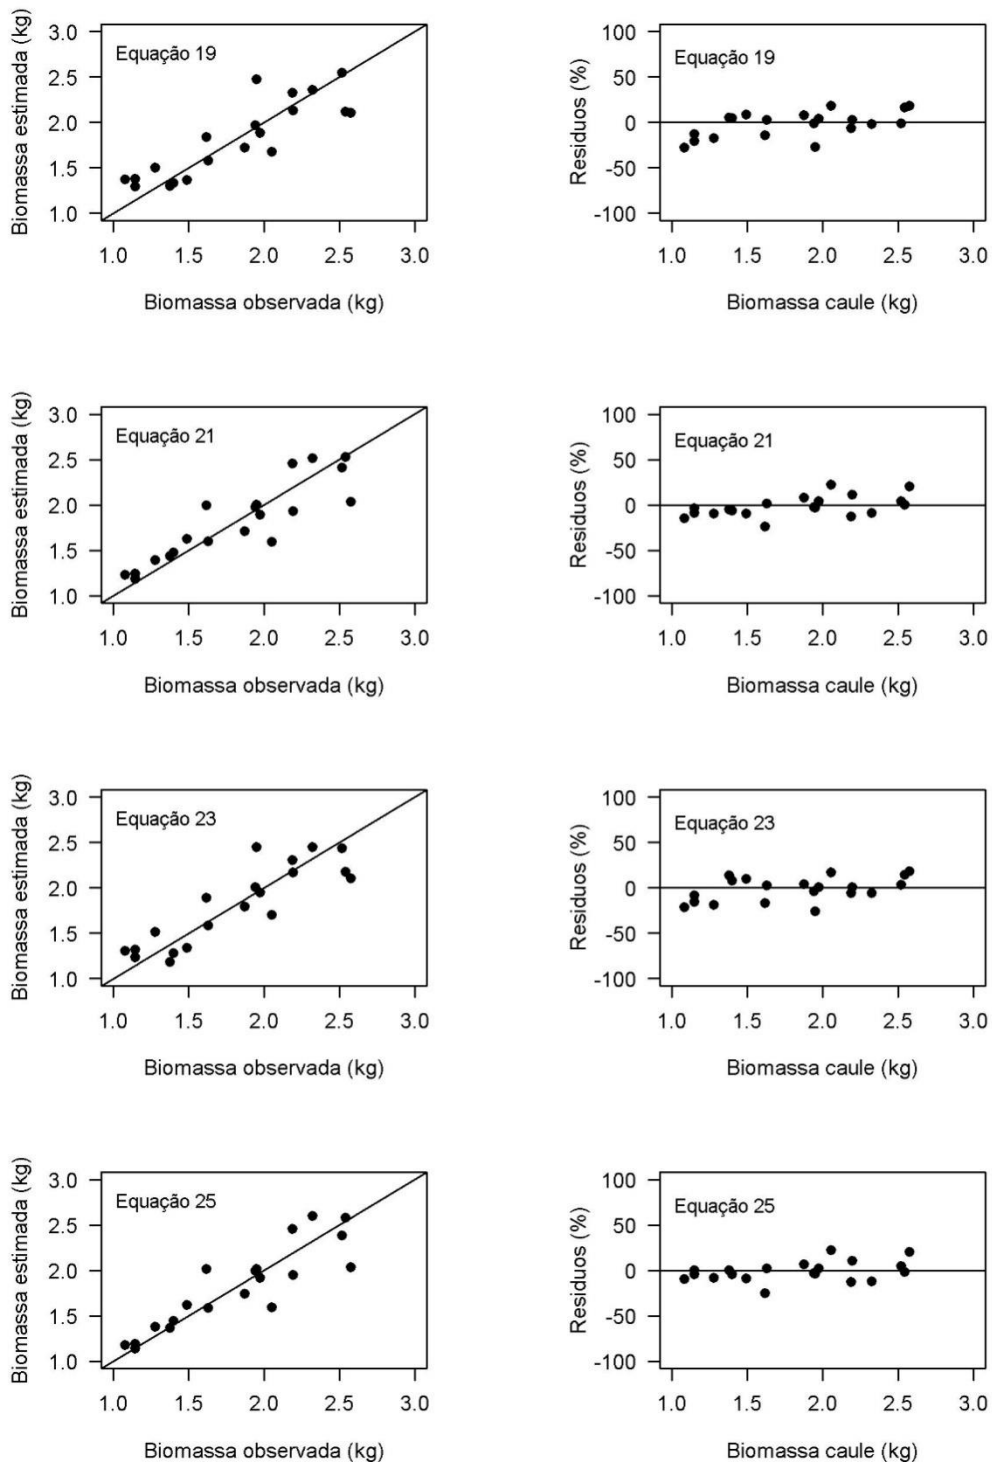 Biomassa estimada (kg)
3.0
2.5
2.0
1.5
1.0
Equação 19
1.0 1.5 2.0 2.5 3.0
Biomassa observada (kg)
Residuos (%)
100
50
0
-50
-100
Equação 19
1.0 1.5 2.0 2.5 3.0
Biomassa caule (kg)
Biomassa estimada (kg)
3.0
2.5
2.0
1.5
1.0
Equação 21
1.0 1.5 2.0 2.5 3.0
Biomassa observada (kg)
Residuos (%)
100
50
0
-50
-100
Equação 21
1.0 1.5 2.0 2.5 3.0
Biomassa caule (kg)
Biomassa estimada (kg)
3.0
2.5
2.0
1.5
1.0
Equação 23
1.0 1.5 2.0 2.5 3.0
Biomassa observada (kg)
Residuos (%)
100
50
0
-50
-100
Equação 23
1.0 1.5 2.0 2.5 3.0
Biomassa caule (kg)
Biomassa estimada (kg)
3.0
2.5
2.0
1.5
1.0
Equação 25
1.0 1.5 2.0 2.5 3.0
Biomassa observada (kg)
Residuos (%)
100
50
0
-50
-100
Equação 25
1.0 1.5 2.0 2.5 3.0
Biomassa caule (kg)